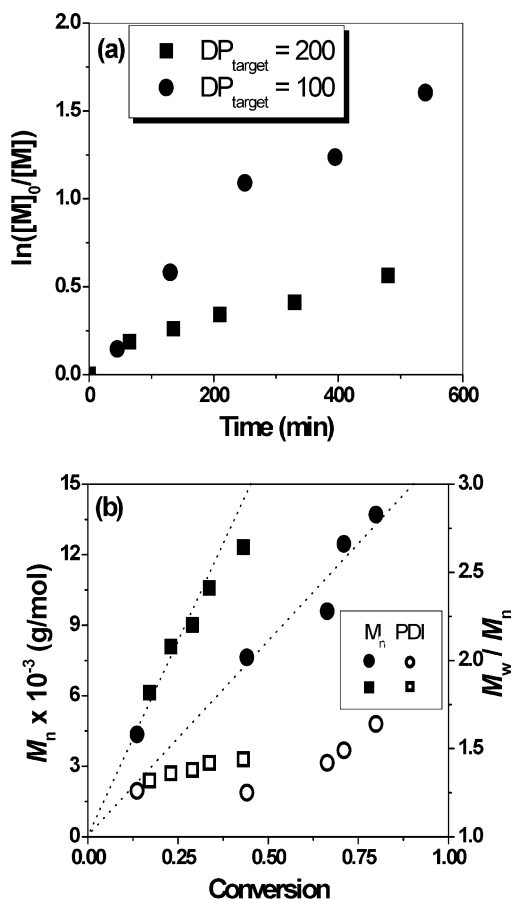 (a)
DPtarget = 200
DPtarget = 100
ln([M]0/[M])
2.0
1.5
1.0
0.5
0.0
0 200 400 600
Time (min)
(b)
Mn x 10-3 (g/mol)
15
12
9
6
3
0
3.0
2.5
2.0
1.5
1.0
Mw / Mn
Mn PDI
0.00 0.25 0.50 0.75 1.00
Conversion